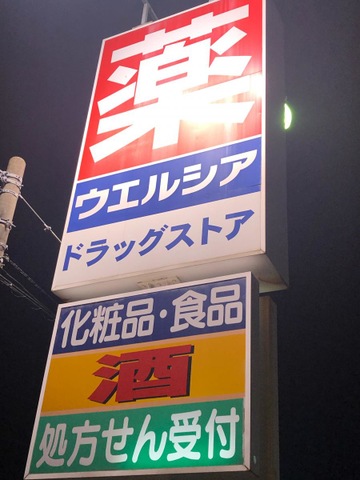 薬
ウエルシア
ドラッグストア
化粧品・食品
酒
処方せん受付